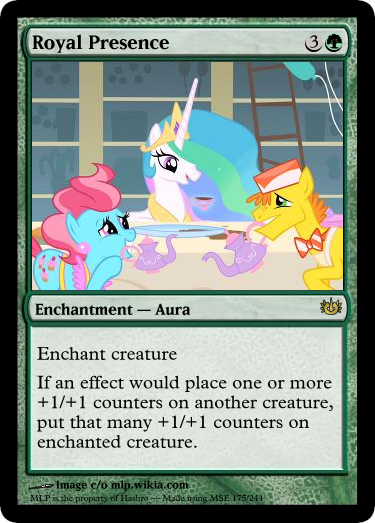 Royal Presence 3
Enchantment — Aura
Enchant creature
If an effect would place one or more
+1/+1 counters on another creature,
put that many +1/+1 counters on
enchanted creature.
Image c/o mlp.wikia.com
MLP is the property of Hasbro — Made using MSE 175/244